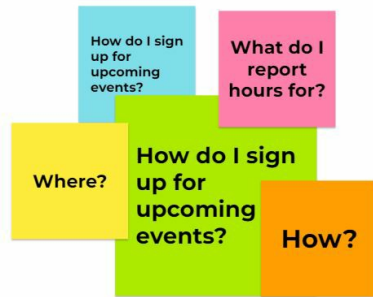 How do I sign
up for
upcoming
events?
What do I
report
hours for?
Where?
How do I sign
up for
upcoming
events?
How?